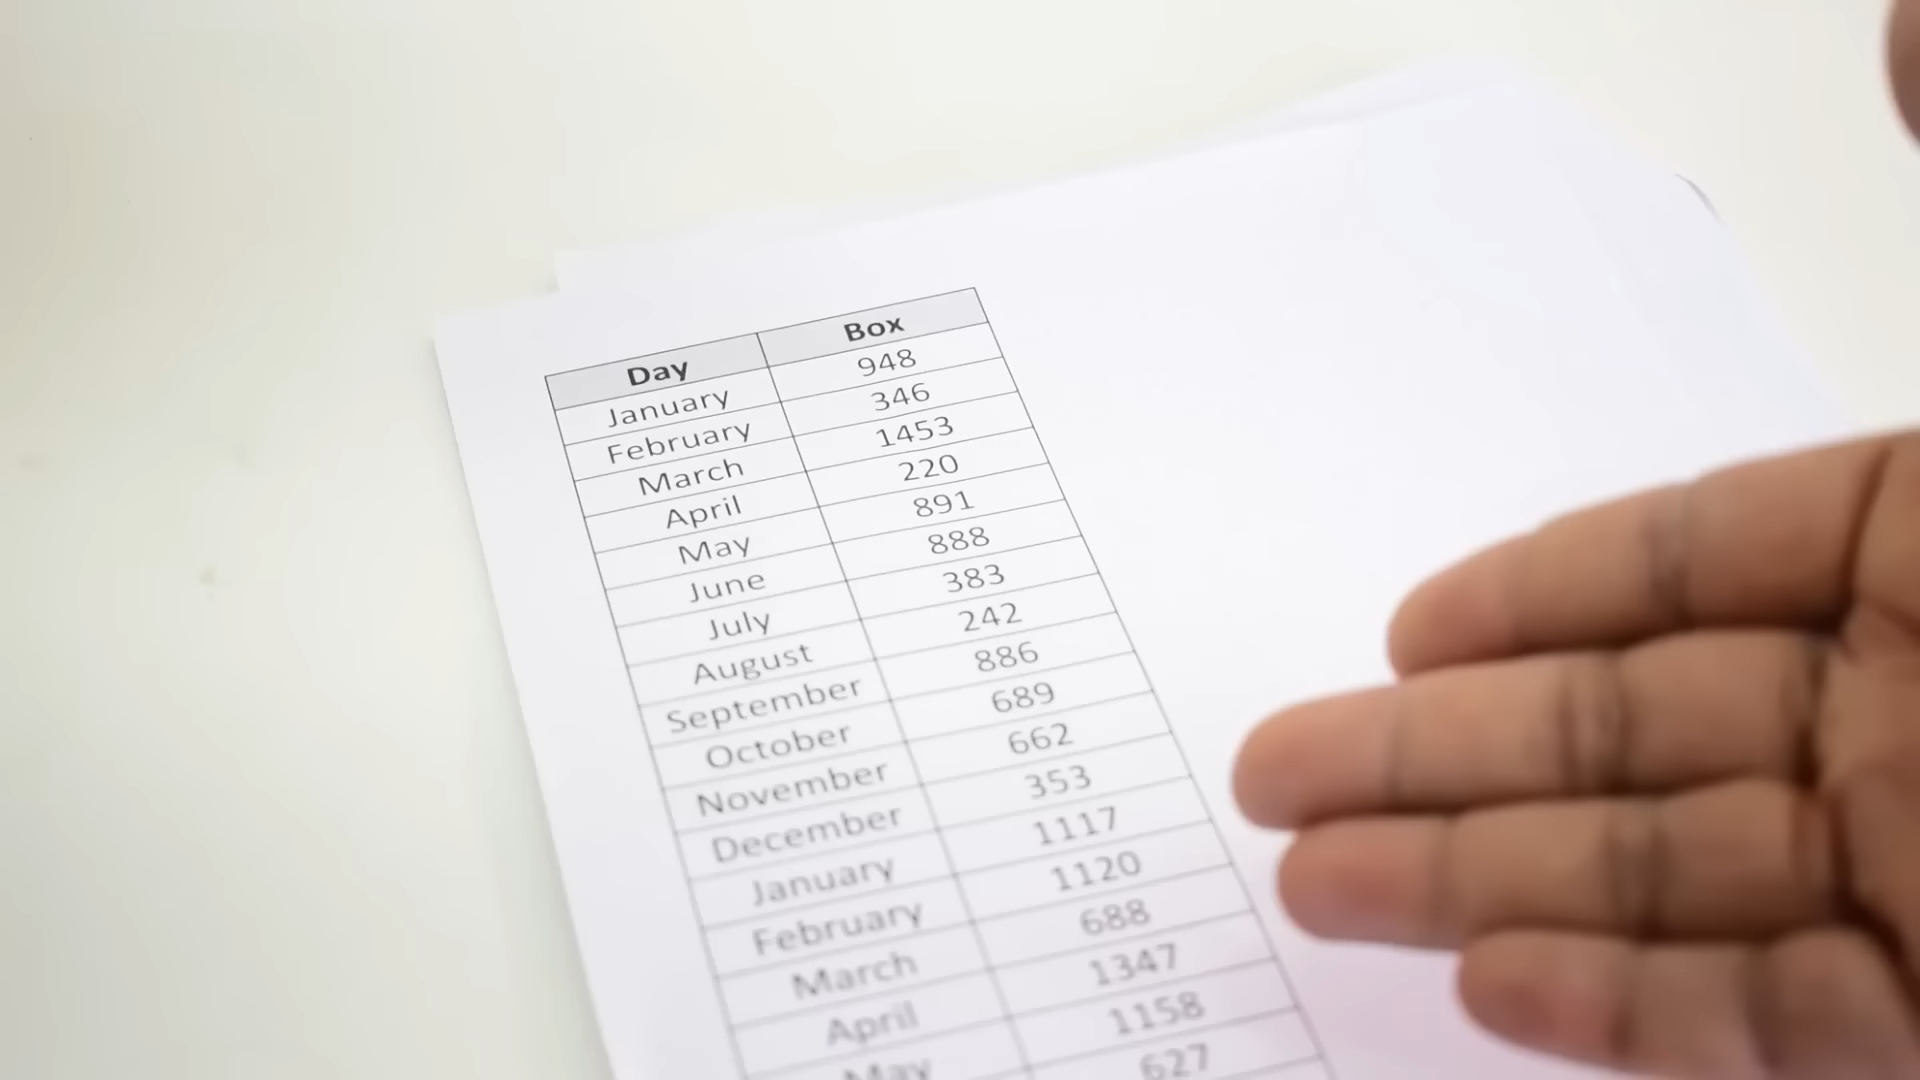 Day Box
January 948
February 346
March 1453
April 220
May 891
June 888
July 383
August 242
September 886
October 689
November 662
December 353
January 1117
February 1120
March 688
April 1347
May 1158
627